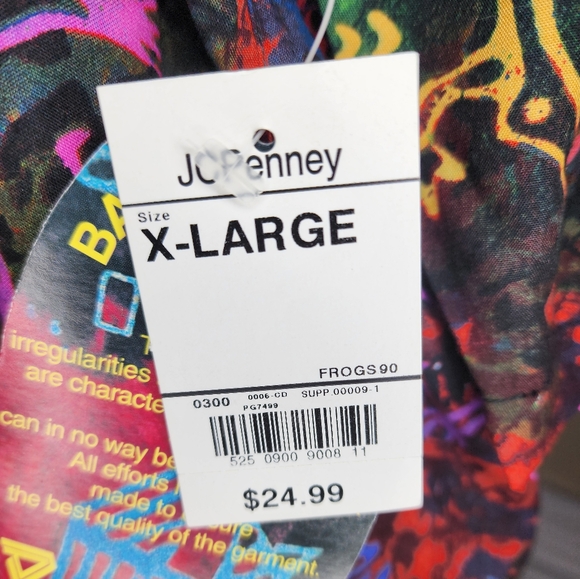 JCPenney
Size
X-LARGE
FROGS90
0300 0006-CD SUPP.00009-1
PG7499
525 0900 9008 11
$24.99
BA
T
irregularities
are characte
can in no way be
All efforts
made to
the best quality of the garment.